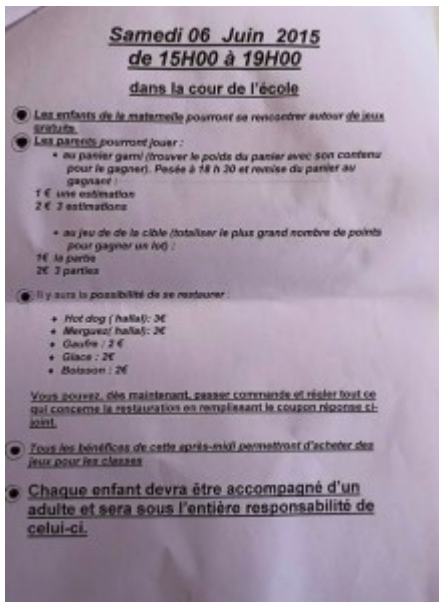 Samedi 06 Juin 2015
de 15H00 à 19H00
dans la cour de l'école
Les enfants de la maternelle pourront se rencontrer autour de jeux
gratuits.
Les parents pourront jouer :
• au panier garni (trouver le poids du panier avec son contenu
pour le gagner). Pesée à 18 h 30 et remise du panier au
gagnant :
1 € une estimation
2 € 3 estimations
• au jeu de de la cible (totaliser le plus grand nombre de points
pour gagner un lot) :
1€ la partie
2€ 3 parties
Il y aura la possibilité de se restaurer :
+ Hot dog ( hallal): 3€
+ Merguez( hallal): 2€
+ Gaufre : 2 €
+ Glace : 2€
+ Boisson : 2€
Vous pouvez, dès maintenant, passer commande et régler tout ce
qui concerne la restauration en remplissant le coupon réponse ci-
joint.
Tous les bénéfices de cette après-midi permettront d'acheter des
jeux pour les classes
Chaque enfant devra être accompagné d'un
adulte et sera sous l'entière responsabilité de
celui-ci.